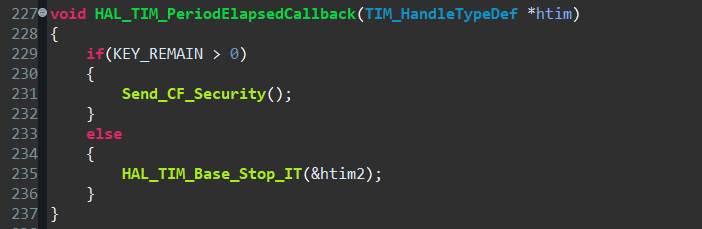 227 void HAL_TIM_PeriodElapsedCallback(TIM_HandleTypeDef *htim)
228 {
229     if(KEY_REMAIN > 0)
230     {
231         Send_CF_Security();
232     }
233     else
234     {
235         HAL_TIM_Base_Stop_IT(&htim2);
236     }
237 }